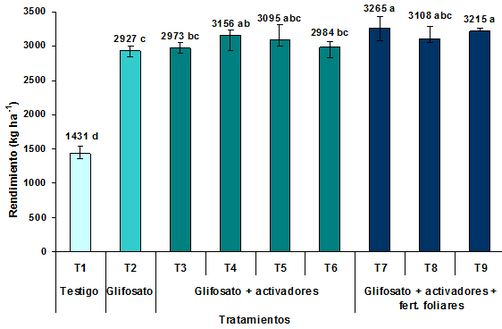 Rendimiento (kg ha-1)
3500
3000
2500
2000
1500
1000
500
0
1431 d
2927 c
2973 bc
3156 ab
3095 abc
2984 bc
3265 a
3108 abc
3215 a
T1 T2 T3 T4 T5 T6 T7 T8 T9
Testigo Glifosato Glifosato + activadores Glifosato + activadores +
fert. foliares
Tratamientos